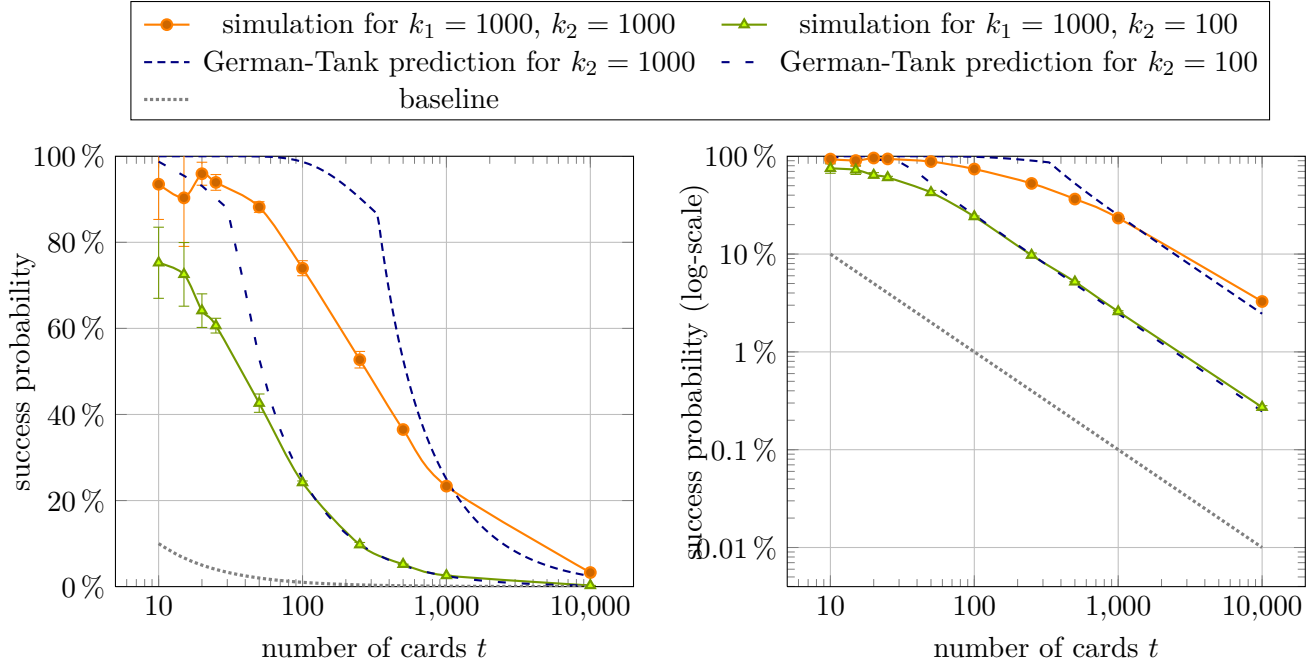 simulation for k₁ = 1000, k₂ = 1000
simulation for k₁ = 1000, k₂ = 100
German-Tank prediction for k₂ = 1000
German-Tank prediction for k₂ = 100
baseline
100 %
80 %
60 %
40 %
20 %
0 %
success probability
10
100
1,000
10,000
number of cards t
100 %
10 %
1 %
0.1 %
0.01 %
success probability (log-scale)
10
100
1,000
10,000
number of cards t